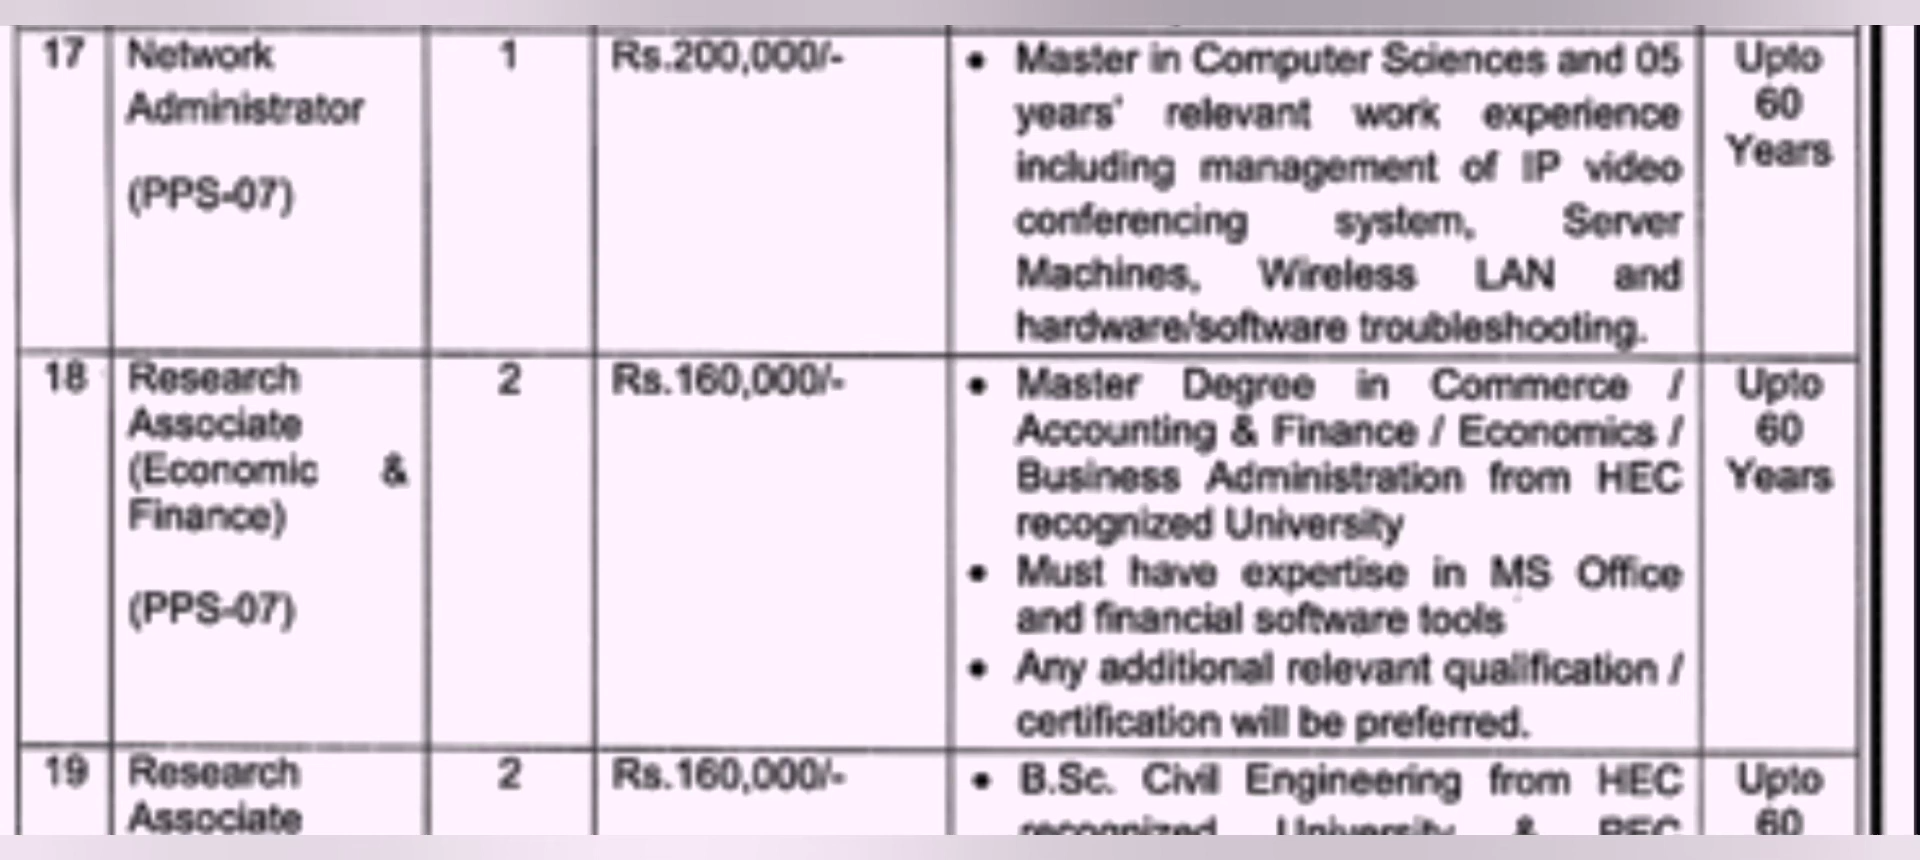 17
Network
Administrator
(PPS-07)
1
Rs.200,000/-
• Master in Computer Sciences and 05
years' relevant work experience
including management of IP video
conferencing system, Server
Machines, Wireless LAN and
hardware/software troubleshooting.
Upto
60
Years
18
Research
Associate
(Economic &
Finance)
(PPS-07)
2
Rs.160,000/-
• Master Degree in Commerce /
Accounting & Finance / Economics /
Business Administration from HEC
recognized University
• Must have expertise in MS Office
and financial software tools
• Any additional relevant qualification /
certification will be preferred.
Upto
60
Years
19
Research
Associate
2
Rs.160,000/-
• B.Sc. Civil Engineering from HEC
recognized University & PEC
Upto
60